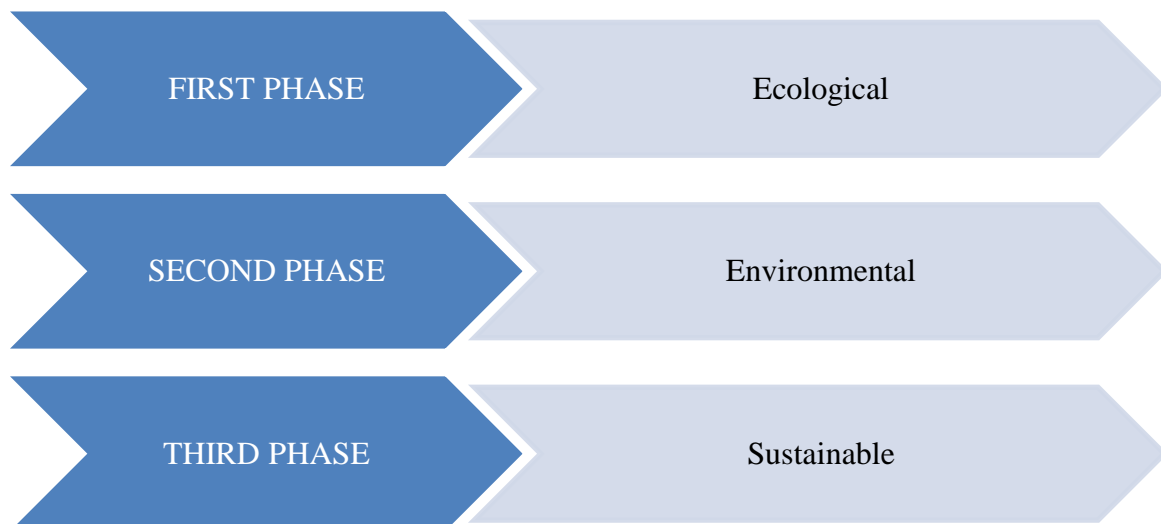 FIRST PHASE
Ecological
SECOND PHASE
Environmental
THIRD PHASE
Sustainable